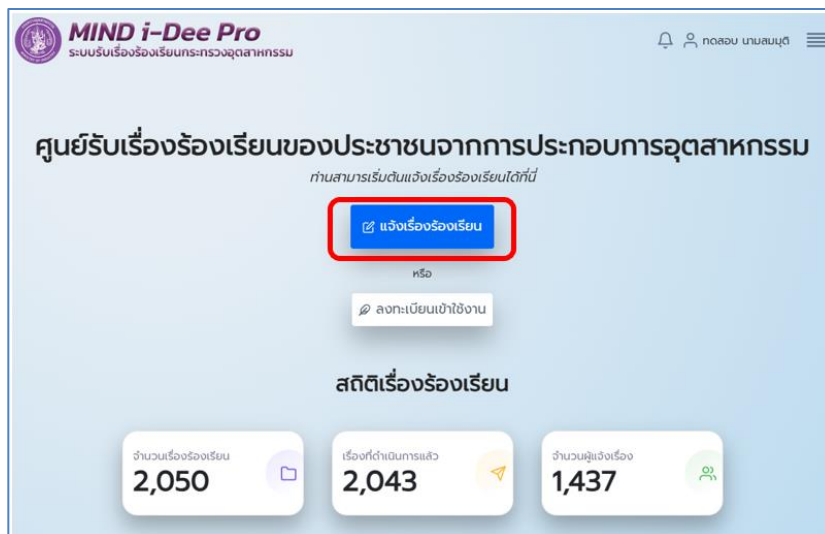 MIND i-Dee Pro
ระบบรับเรื่องร้องเรียนกระทรวงอุตสาหกรรม
ทดสอบ นามสมมุติ
ศูนย์รับเรื่องร้องเรียนของประชาชนจากการประกอบการอุตสาหกรรม
ท่านสามารเริ่มต้นแจ้งเรื่องร้องเรียนได้ที่นี่
แจ้งเรื่องร้องเรียน
หรือ
ลงทะเบียนเข้าใช้งาน
สถิติเรื่องร้องเรียน
จำนวนเรื่องร้องเรียน
2,050
เรื่องที่ดำเนินการแล้ว
2,043
จำนวนผู้แจ้งเรื่อง
1,437